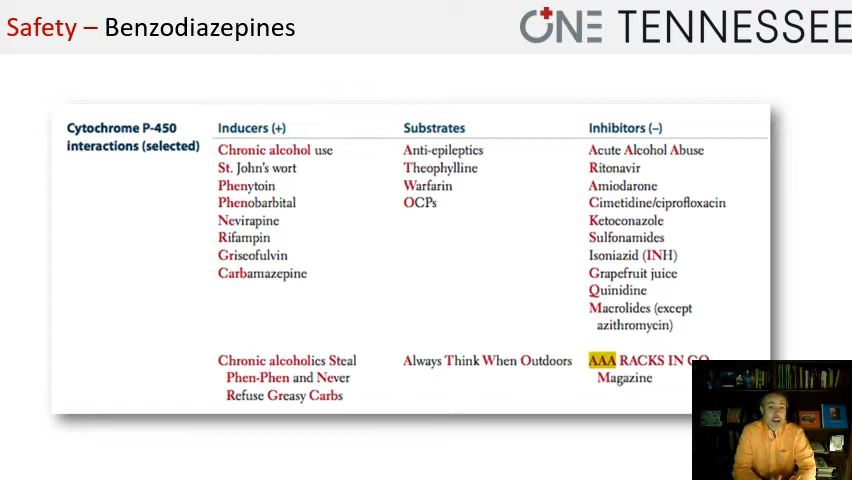 Safety – Benzodiazepines
ONE TENNESSEE
Cytochrome P-450
interactions (selected)
Inducers (+)
Chronic alcohol use
St. John's wort
Phenytoin
Phenobarbital
Nevirapine
Rifampin
Griseofulvin
Carbamazepine
Chronic alcoholics Steal
Phen-Phen and Never
Refuse Greasy Carbs
Substrates
Anti-epileptics
Theophylline
Warfarin
OCPs
Always Think When Outdoors
Inhibitors (–)
Acute Alcohol Abuse
Ritonavir
Amiodarone
Cimetidine/ciprofloxacin
Ketoconazole
Sulfonamides
Isoniazid (INH)
Grapefruit juice
Quinidine
Macrolides (except
azithromycin)
AAA RACKS IN GQ
Magazine